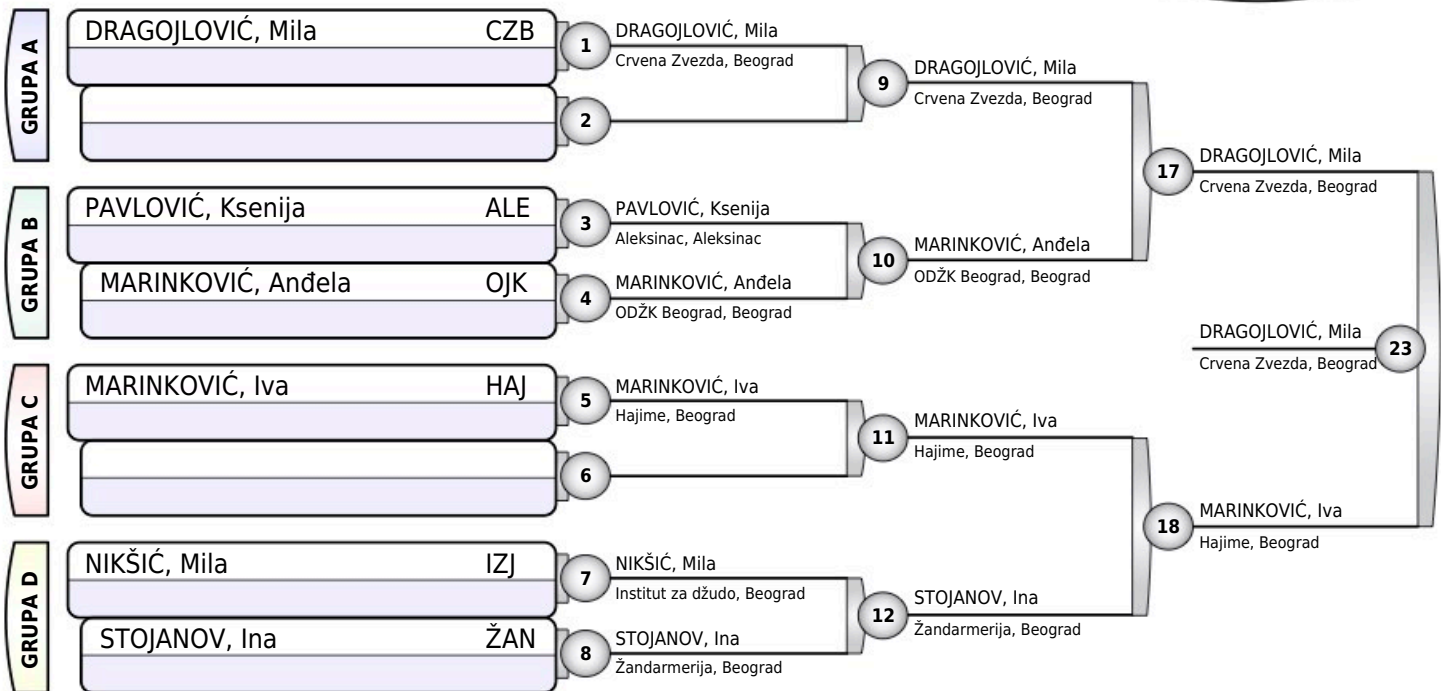 GRUPA A
DRAGOJLOVIĆ, Mila CZB
1
DRAGOJLOVIĆ, Mila
Crvena Zvezda, Beograd
2
9
DRAGOJLOVIĆ, Mila
Crvena Zvezda, Beograd
GRUPA B
PAVLOVIĆ, Ksenija ALE
3
PAVLOVIĆ, Ksenija
Aleksinac, Aleksinac
MARINKOVIĆ, Anđela OJK
4
MARINKOVIĆ, Anđela
ODŽK Beograd, Beograd
10
MARINKOVIĆ, Anđela
ODŽK Beograd, Beograd
17
DRAGOJLOVIĆ, Mila
Crvena Zvezda, Beograd
GRUPA C
MARINKOVIĆ, Iva HAJ
5
MARINKOVIĆ, Iva
Hajime, Beograd
6
11
MARINKOVIĆ, Iva
Hajime, Beograd
GRUPA D
NIKŠIĆ, Mila IZJ
7
NIKŠIĆ, Mila
Institut za džudo, Beograd
STOJANOV, Ina ŽAN
8
STOJANOV, Ina
Žandarmerija, Beograd
12
STOJANOV, Ina
Žandarmerija, Beograd
18
MARINKOVIĆ, Iva
Hajime, Beograd
DRAGOJLOVIĆ, Mila
Crvena Zvezda, Beograd
23